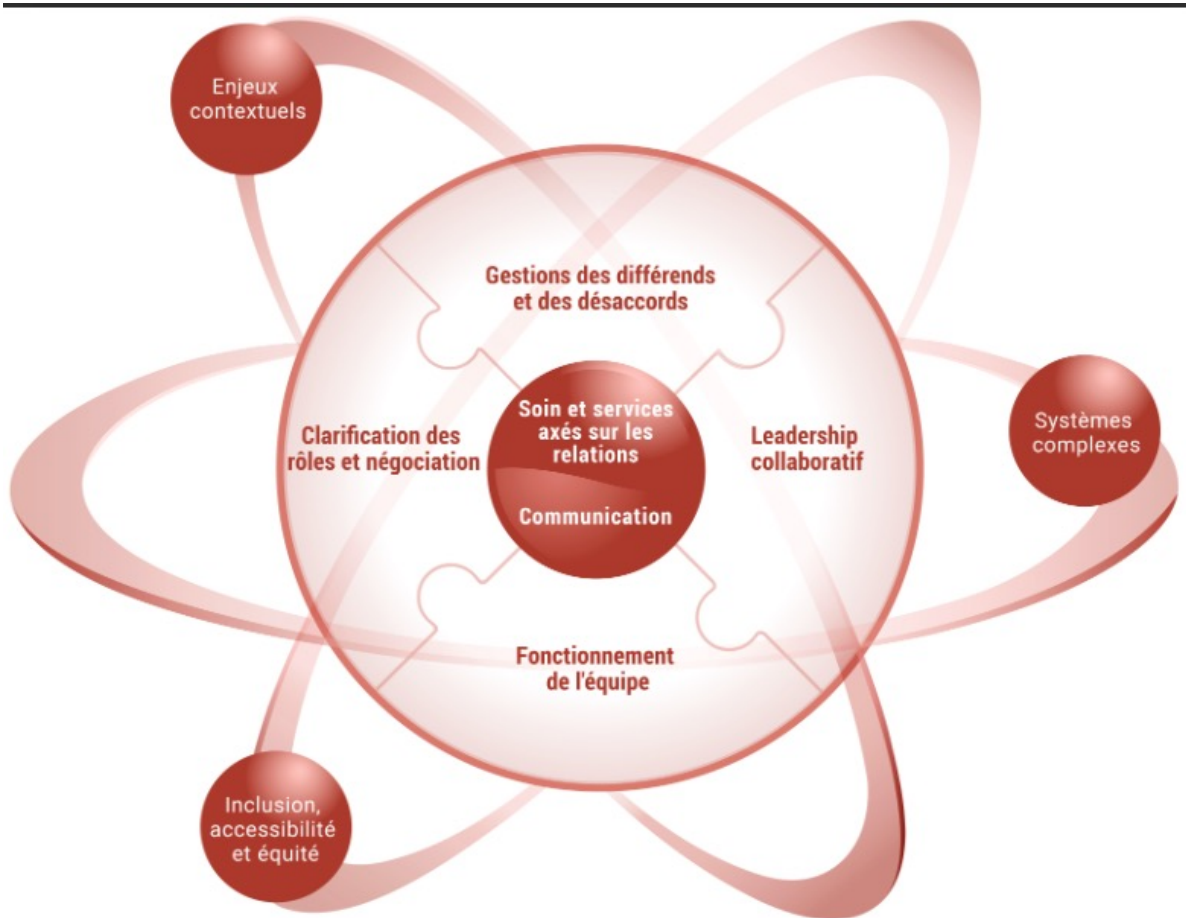 Enjeux
contextuels
Gestions des différends
et des désaccords
Soin et services
axés sur les
relations
Communication
Clarification des
rôles et négociation
Leadership
collaboratif
Systèmes
complexes
Fonctionnement
de l'équipe
Inclusion,
accessibilité
et équité